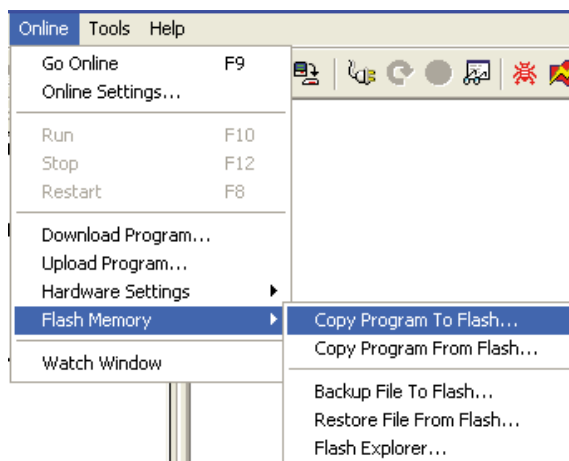 Online Tools Help
Go Online F9
Online Settings...
Run F10
Stop F12
Restart F8
Download Program...
Upload Program...
Hardware Settings
Flash Memory
Copy Program To Flash...
Copy Program From Flash...
Watch Window
Backup File To Flash...
Restore File From Flash...
Flash Explorer...